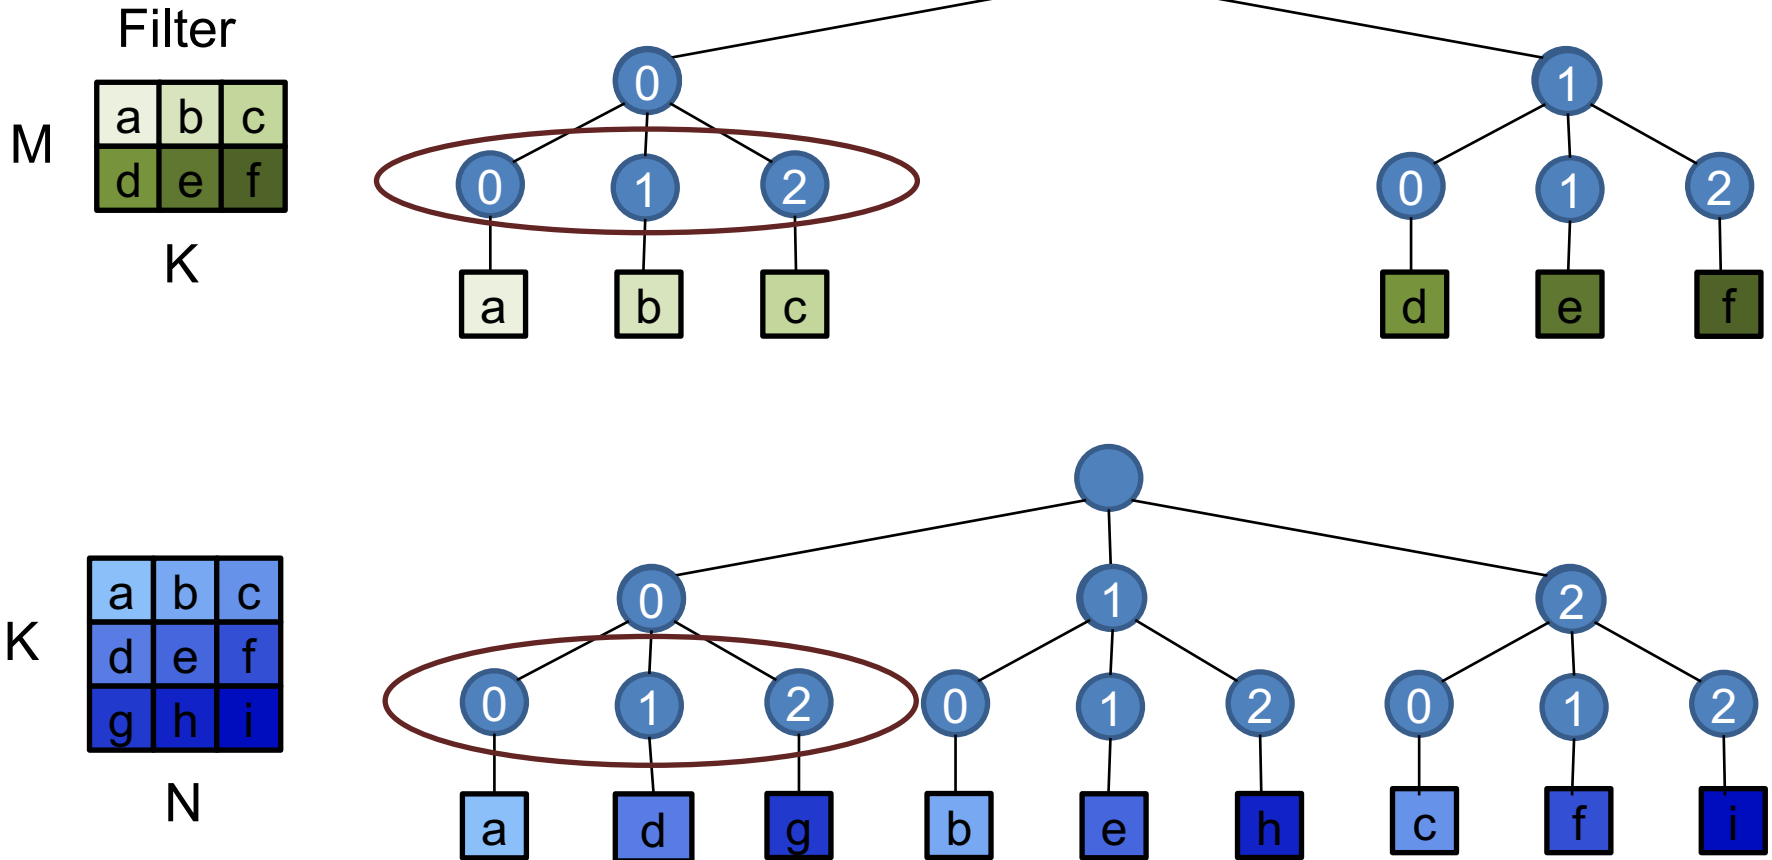 Filter
0 1
a b c
M
d e f
0 1 2 0 1 2
K
a b c d e f
0 1 2
a b c
K
d e f
g h i
0 1 2 0 1 2 0 1 2
N
a d g b e h c f i